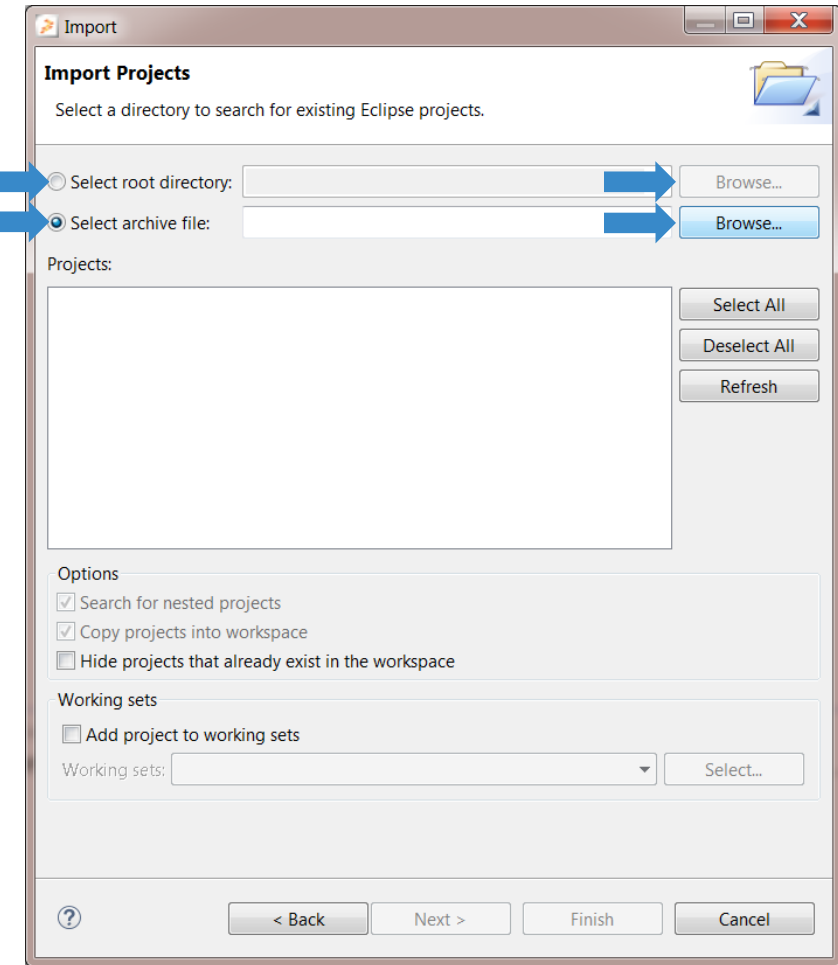 Import
Import Projects
Select a directory to search for existing Eclipse projects.
Select root directory: Browse...
Select archive file: Browse...
Projects:
Select All
Deselect All
Refresh
Options
Search for nested projects
Copy projects into workspace
Hide projects that already exist in the workspace
Working sets
Add project to working sets
Working sets: Select...
? < Back Next > Finish Cancel